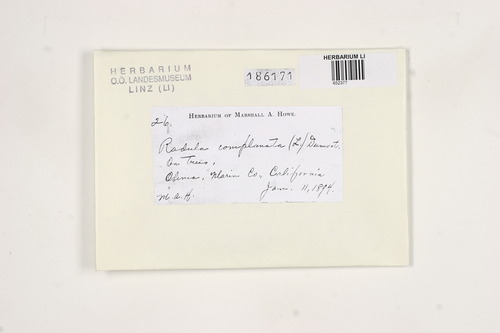 HERBARIUM
O.Ö. LANDESMUSEUM
LINZ (LI)
186171
HERBARIUM LI
HERBARIUM OF MARSHALL A. HOWE.
26.
Radula complanata (L.) Dumort.
On trees,
Olema, Marin Co., California
M.A.H. Jan. 11, 1894.